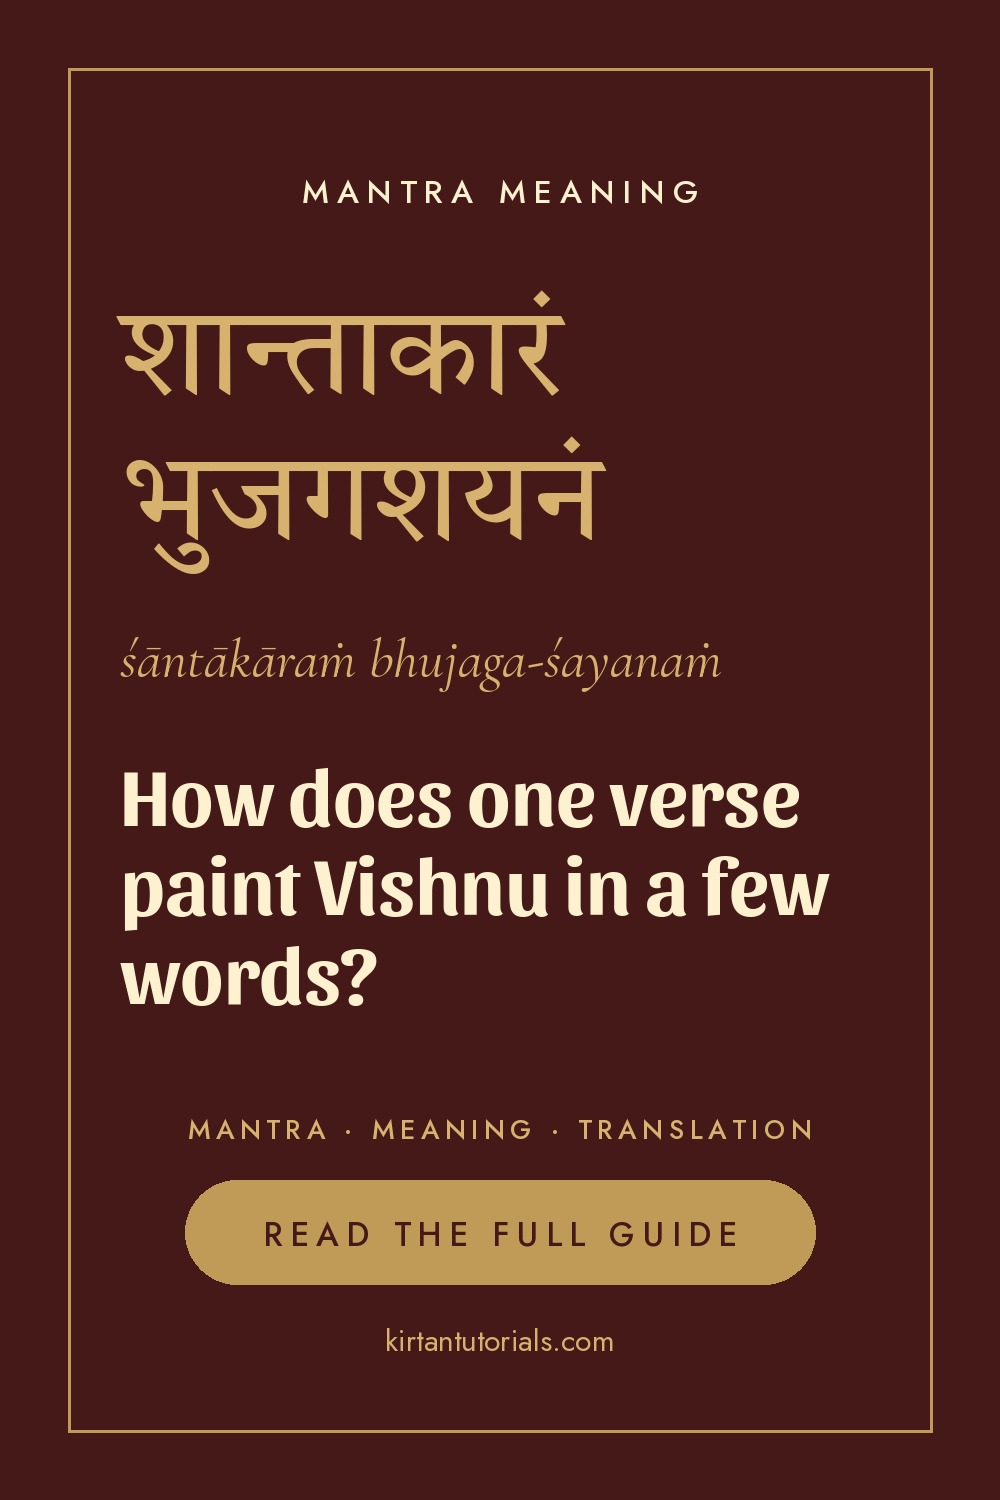 MANTRA MEANING
शान्ताकारं
भुजगशयनं
śāntākāraṁ bhujaga-śayanaṁ
How does one verse
paint Vishnu in a few
words?
MANTRA · MEANING · TRANSLATION
READ THE FULL GUIDE
kirtantutorials.com